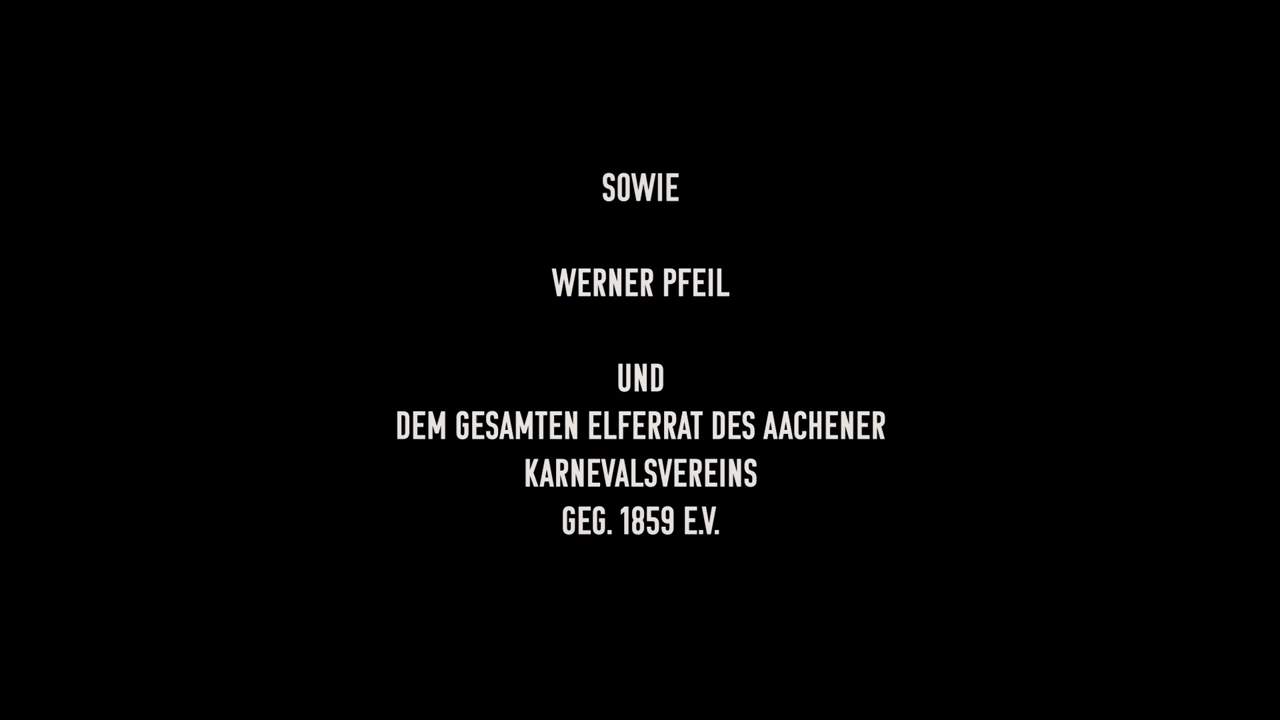 SOWIE
WERNER PFEIL
UND
DEM GESAMTEN ELFERRAT DES AACHENER
KARNEVALSVEREINS
GEG. 1859 E.V.